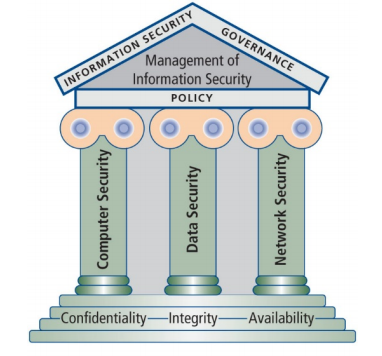 INFORMATION SECURITY
GOVERNANCE
Management of
Information Security
POLICY
Computer Security
Data Security
Network Security
Confidentiality Integrity Availability